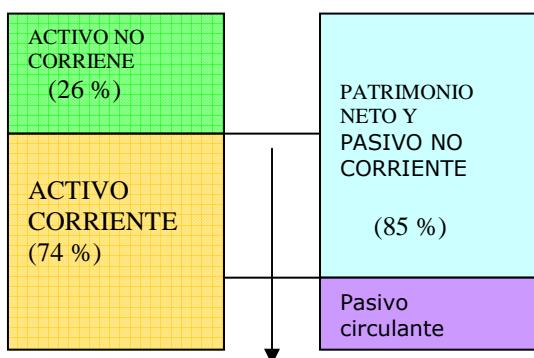 ACTIVO NO
CORRIENE
(26 %)
ACTIVO
CORRIENTE
(74 %)
PATRIMONIO
NETO Y
PASIVO NO
CORRIENTE
(85 %)
Pasivo
circulante